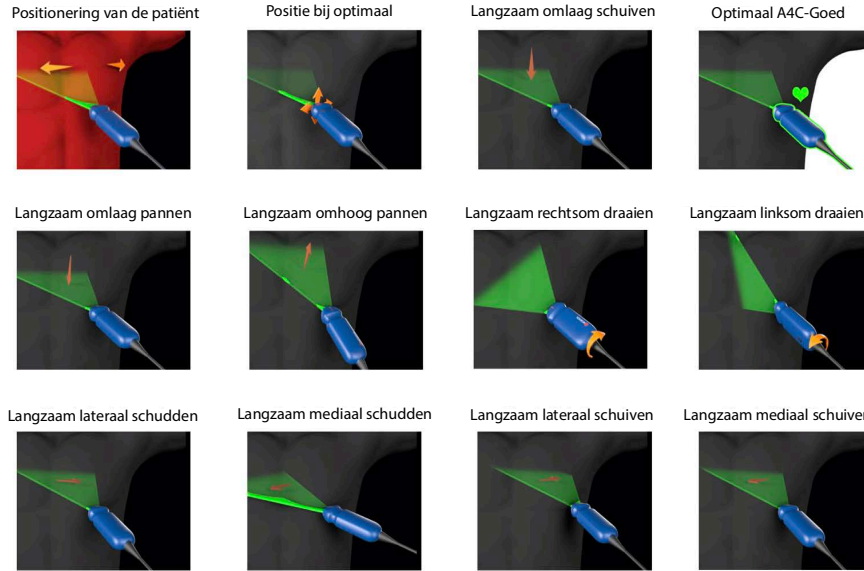 Positionering van de patiënt
Positie bij optimaal
Langzaam omlaag schuiven
Optimaal A4C-Goed
Langzaam omlaag pannen
Langzaam omhoog pannen
Langzaam rechtsom draaien
Langzaam linksom draaien
Langzaam lateraal schudden
Langzaam mediaal schudden
Langzaam lateraal schuiven
Langzaam mediaal schuiven